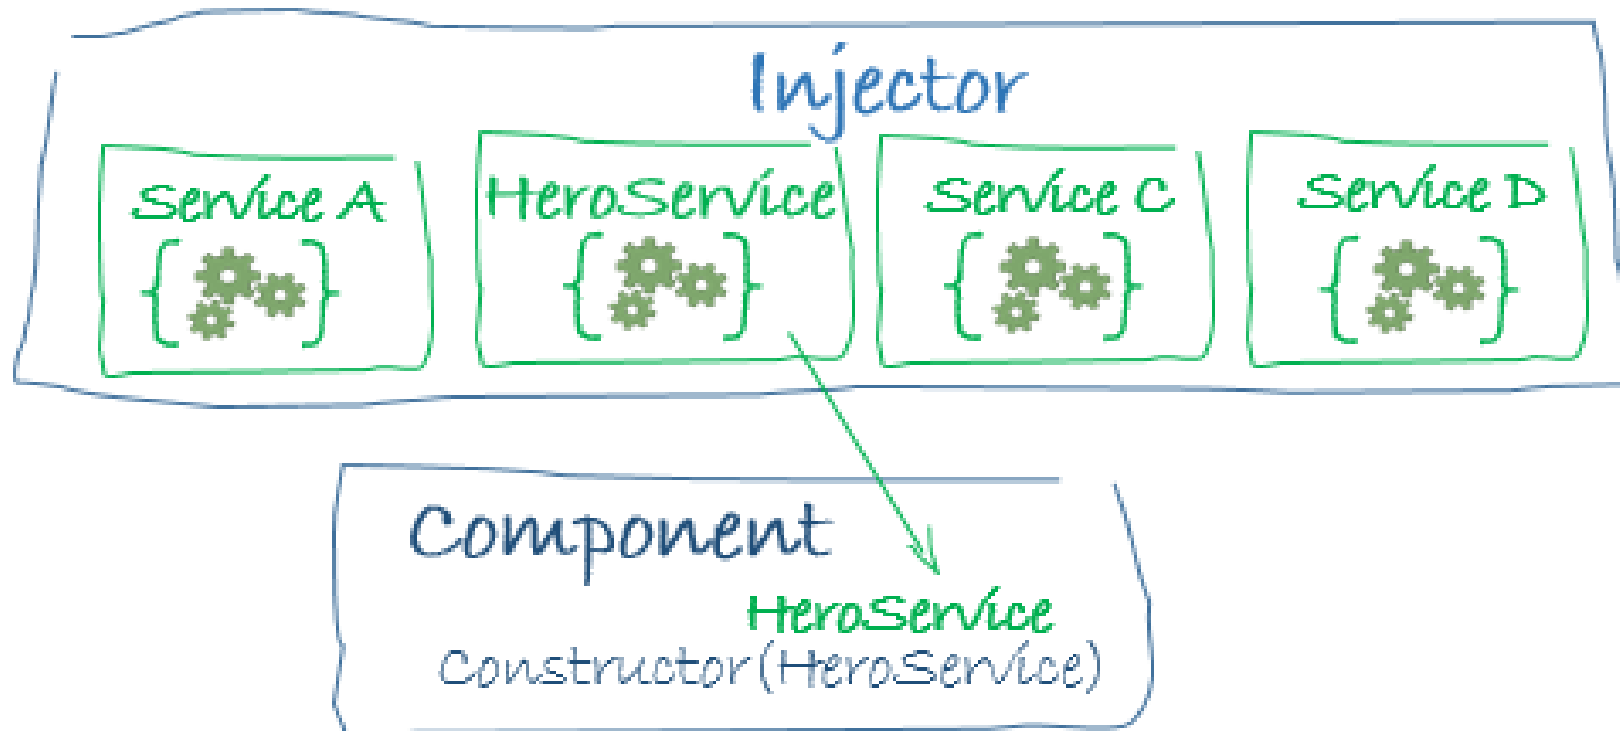 Injector
Service A
HeroService
Service C
Service D
Component
HeroService
Constructor(HeroService)